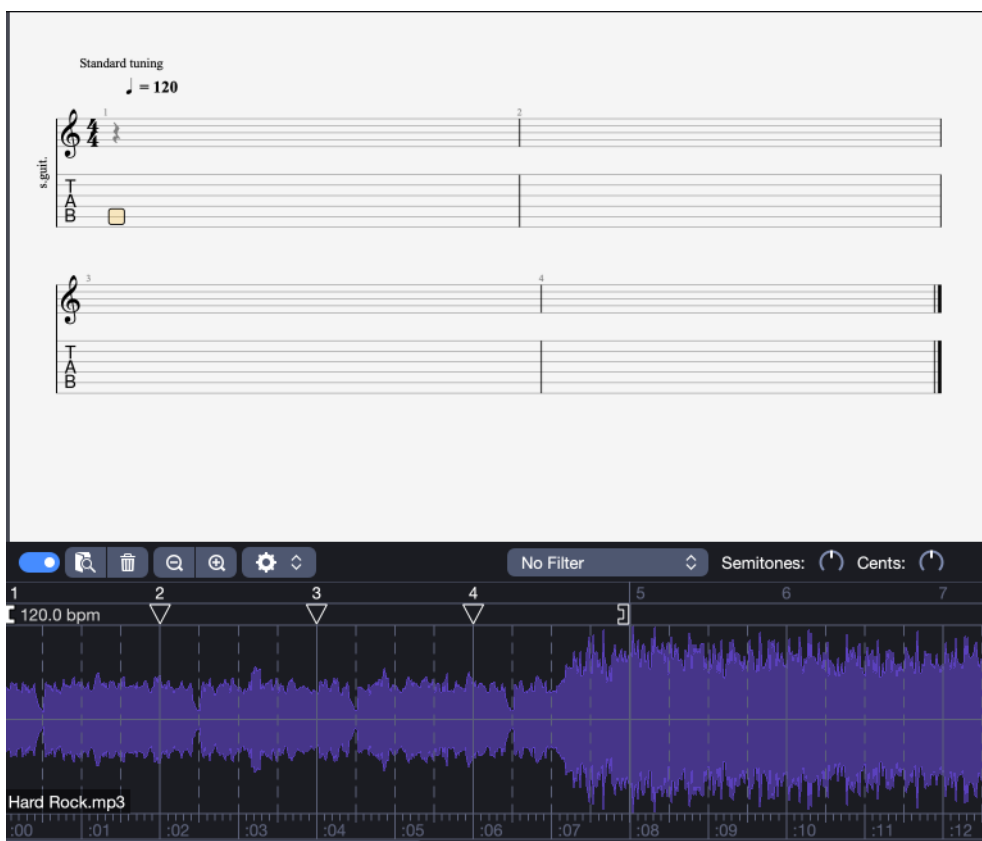 Standard tuning
♩ = 120
1 2
4
4
s.guit.
T
A
B
3 4
T
A
B
No Filter Semitones: Cents:
1 2 3 4 5 6 7
120.0 bpm
Hard Rock.mp3
:00 :01 :02 :03 :04 :05 :06 :07 :08 :09 :10 :11 :12